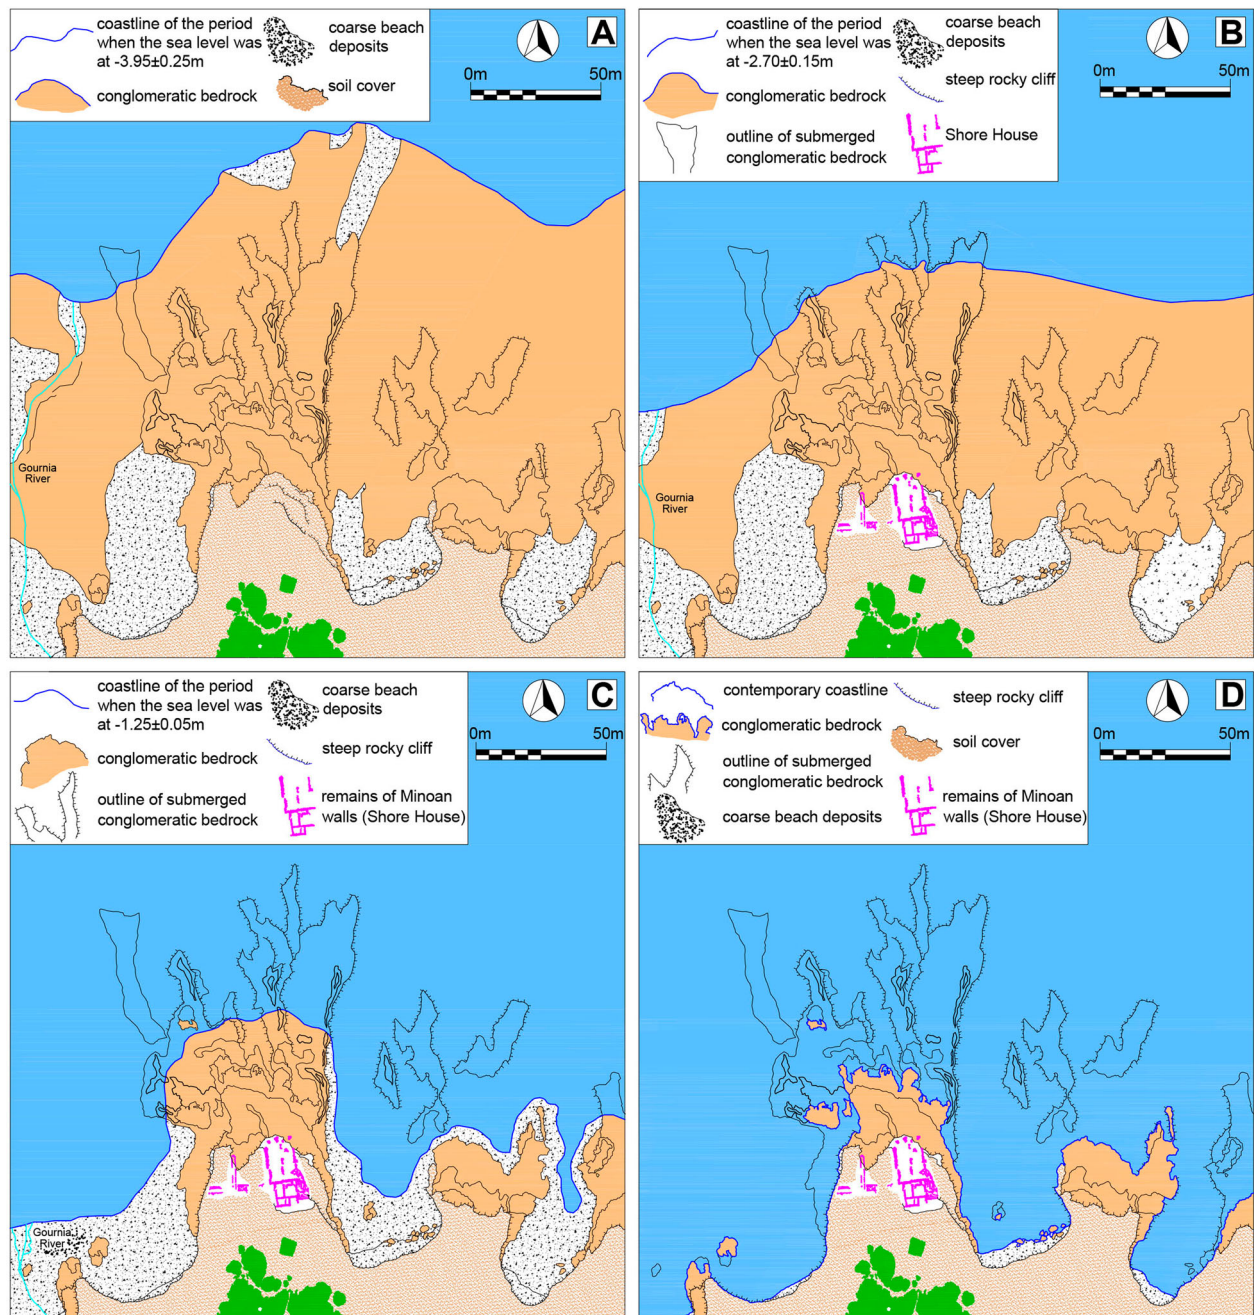 A
coastline of the period
when the sea level was
at -3.95±0.25m
coarse beach
deposits
conglomeratic bedrock
soil cover
0m 50m
Gournia
River
B
coastline of the period
when the sea level was
at -2.70±0.15m
coarse beach
deposits
steep rocky cliff
conglomeratic bedrock
outline of submerged
conglomeratic bedrock
Shore House
0m 50m
Gournia
River
C
coastline of the period
when the sea level was
at -1.25±0.05m
coarse beach
deposits
steep rocky cliff
conglomeratic bedrock
outline of submerged
conglomeratic bedrock
remains of Minoan
walls (Shore House)
0m 50m
Gournia
River
D
contemporary coastline
steep rocky cliff
conglomeratic bedrock
soil cover
outline of submerged
conglomeratic bedrock
remains of Minoan
walls (Shore House)
coarse beach deposits
0m 50m